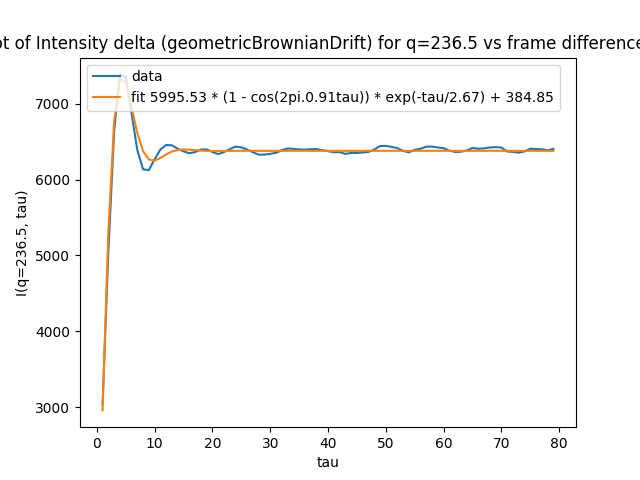 ot of Intensity delta (geometricBrownianDrift) for q=236.5 vs frame difference
data
fit 5995.53 * (1 - cos(2pi.0.91tau)) * exp(-tau/2.67) + 384.85
7000
6000
5000
4000
3000
I(q=236.5, tau)
0 10 20 30 40 50 60 70 80
tau